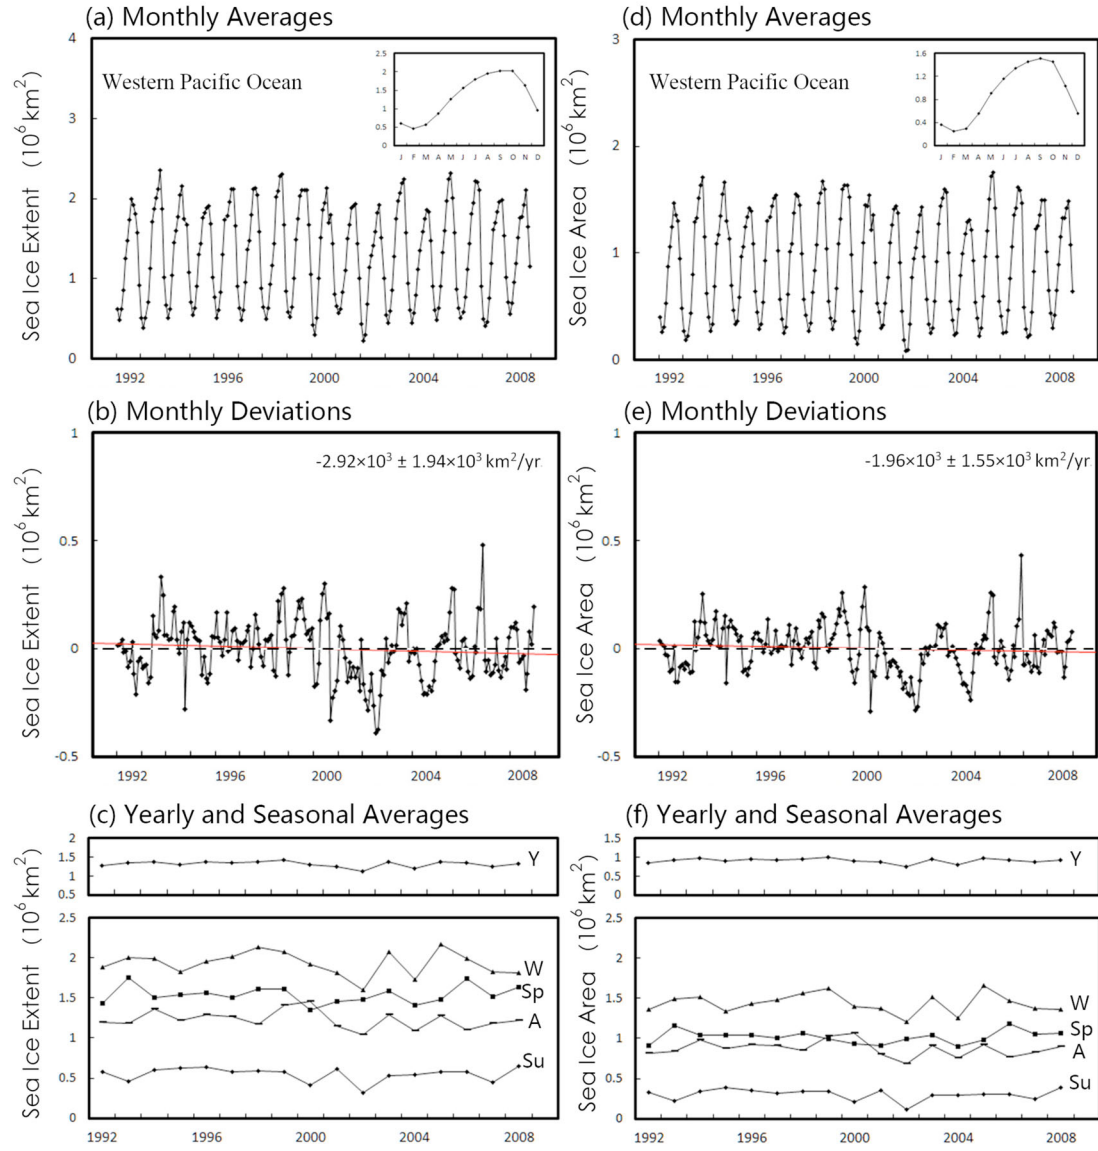 (a) Monthly Averages
Sea Ice Extent (10⁶ km²)
4
3
2
1
0
Western Pacific Ocean
2.5
2
1.5
1
0.5
0
J F M A M J J A S O N D
1992 1996 2000 2004 2008
(d) Monthly Averages
Sea Ice Area (10⁶ km²)
3
2
1
0
Western Pacific Ocean
1.6
1.2
0.8
0.4
0
J F M A M J J A S O N D
1992 1996 2000 2004 2008
(b) Monthly Deviations
Sea Ice Extent (10⁶ km²)
1
0.5
0
-0.5
-2.92×10³ ± 1.94×10³ km²/yr
1992 1996 2000 2004 2008
(e) Monthly Deviations
Sea Ice Area (10⁶ km²)
1
0.5
0
-0.5
-1.96×10³ ± 1.55×10³ km²/yr
1992 1996 2000 2004 2008
(c) Yearly and Seasonal Averages
Sea Ice Extent (10⁶ km²)
2
1.5
1
0.5
Y
2.5
2
1.5
1
0.5
0
W
Sp
A
Su
1992 1996 2000 2004 2008
(f) Yearly and Seasonal Averages
Sea Ice Area (10⁶ km²)
1.5
1
0.5
0
Y
2.5
2
1.5
1
0.5
0
W
Sp
A
Su
1992 1996 2000 2004 2008